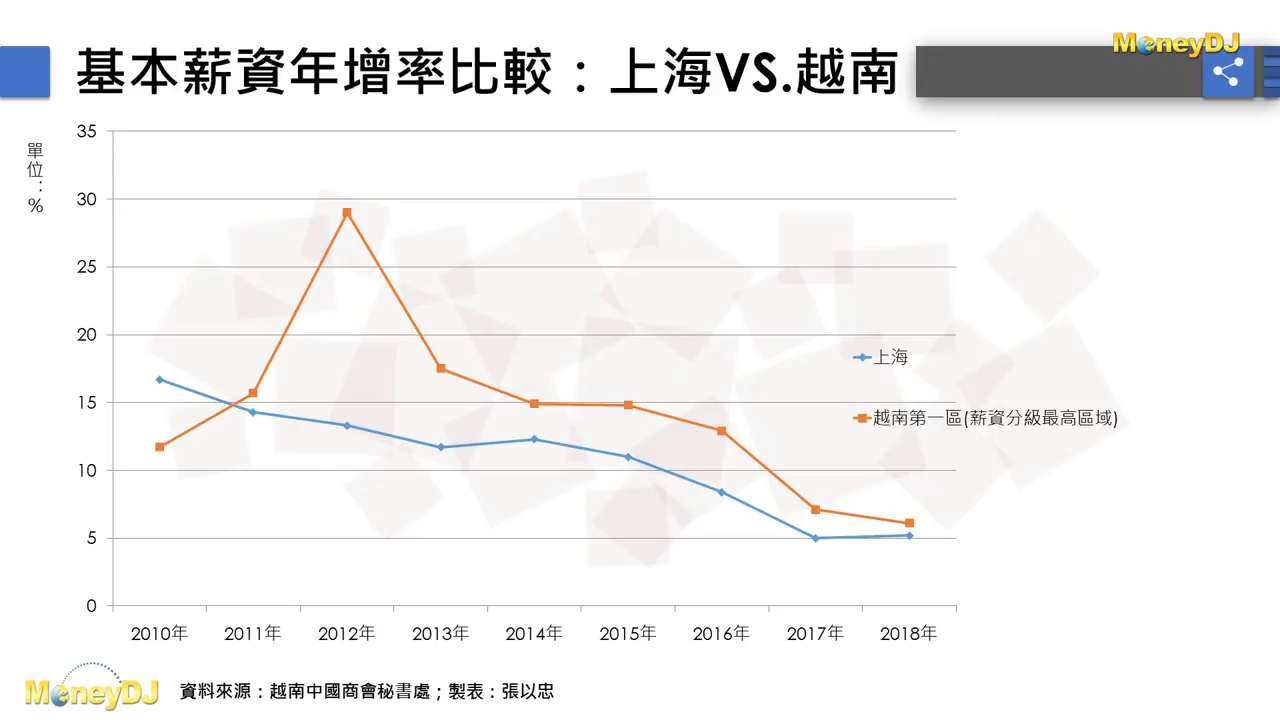 MoneyDJ
基本薪資年增率比較：上海VS.越南
單位：%
35
30
25
20
15
10
5
0
上海
越南第一區(薪資分級最高區域)
2010年 2011年 2012年 2013年 2014年 2015年 2016年 2017年 2018年
MoneyDJ
資料來源：越南中國商會秘書處；製表：張以忠